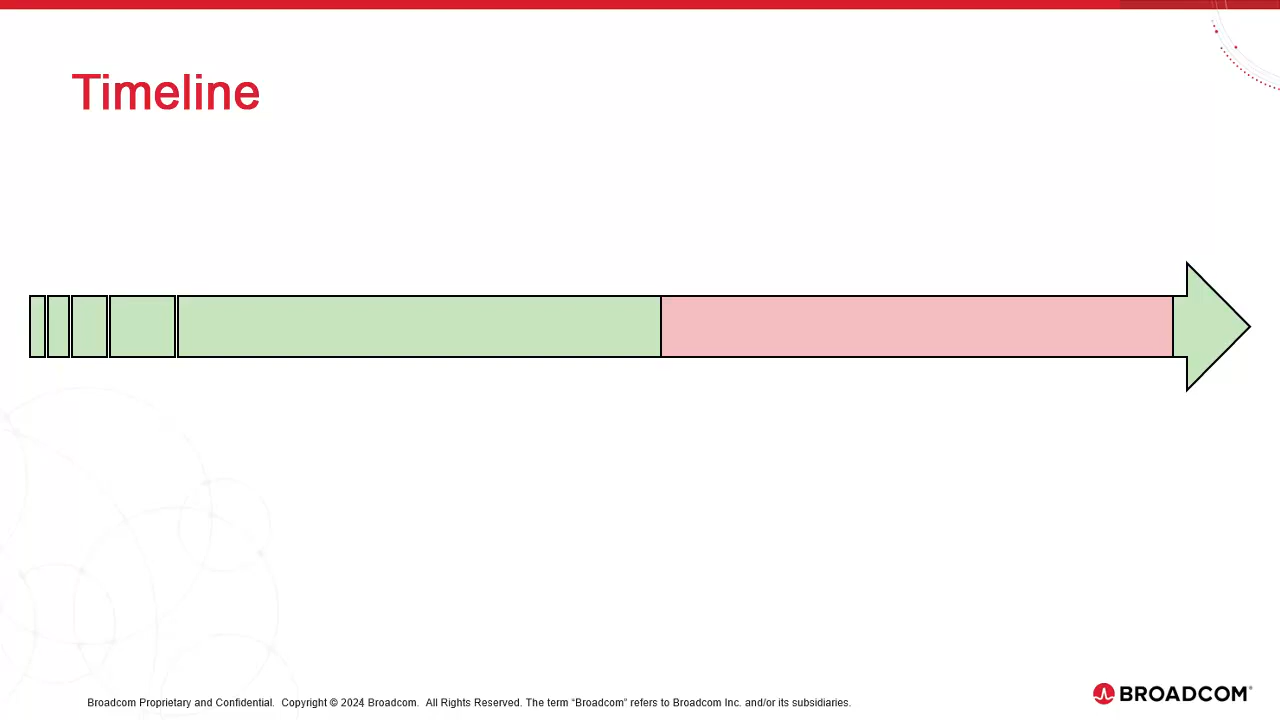 Timeline
Broadcom Proprietary and Confidential. Copyright © 2024 Broadcom. All Rights Reserved. The term “Broadcom” refers to Broadcom Inc. and/or its subsidiaries.
BROADCOM®